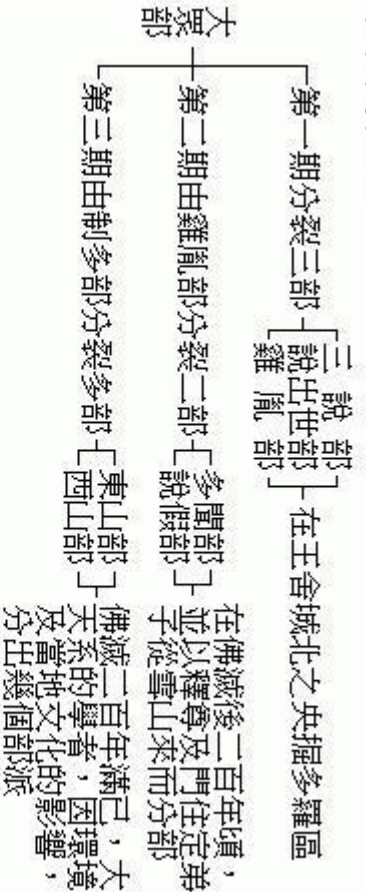 大眾部
第一期分裂三部
三說部
說出世部
雞胤部
在王舍城北之央掘多羅區
第二期由雞胤部分裂二部
多聞部
說假部
在佛滅後二百年頃，
並以釋尊及門住定弟
子從雪山來而分部
第三期由制多部分裂多部
東山部
西山部
佛滅二百年滿已，大
天系的學者，因環境
及當地文化的影響，
分出幾個部派